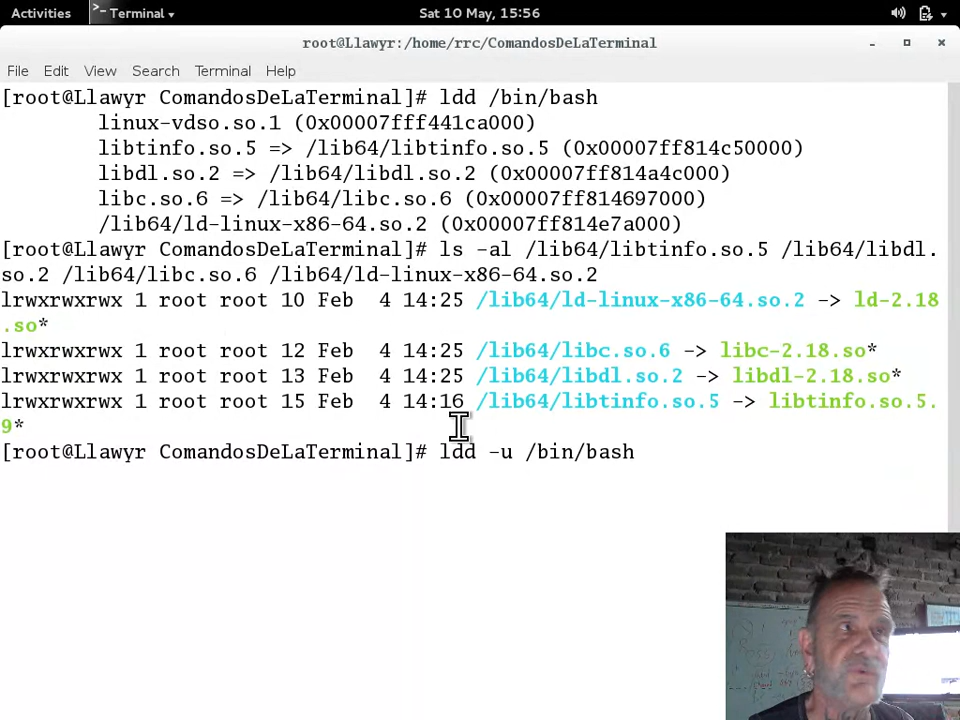 Activities >_ Terminal Sat 10 May, 15:56
root@Llawyr:/home/rrc/ComandosDeLaTerminal
File Edit View Search Terminal Help
[root@Llawyr ComandosDeLaTerminal]# ldd /bin/bash
linux-vdso.so.1 (0x00007fff441ca000)
libtinfo.so.5 => /lib64/libtinfo.so.5 (0x00007ff814c50000)
libdl.so.2 => /lib64/libdl.so.2 (0x00007ff814a4c000)
libc.so.6 => /lib64/libc.so.6 (0x00007ff814697000)
/lib64/ld-linux-x86-64.so.2 (0x00007ff814e7a000)
[root@Llawyr ComandosDeLaTerminal]# ls -al /lib64/libtinfo.so.5 /lib64/libdl.
so.2 /lib64/libc.so.6 /lib64/ld-linux-x86-64.so.2
lrwxrwxrwx 1 root root 10 Feb  4 14:25 /lib64/ld-linux-x86-64.so.2 -> ld-2.18
.so*
lrwxrwxrwx 1 root root 12 Feb  4 14:25 /lib64/libc.so.6 -> libc-2.18.so*
lrwxrwxrwx 1 root root 13 Feb  4 14:25 /lib64/libdl.so.2 -> libdl-2.18.so*
lrwxrwxrwx 1 root root 15 Feb  4 14:16 /lib64/libtinfo.so.5 -> libtinfo.so.5.
9*
[root@Llawyr ComandosDeLaTerminal]# ldd -u /bin/bash